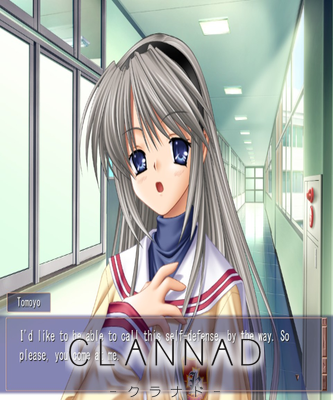 Tomoyo
I'd like to be able to call this self-defense, by the way. So
please, you come at me.
CLANNAD
-クラナド-